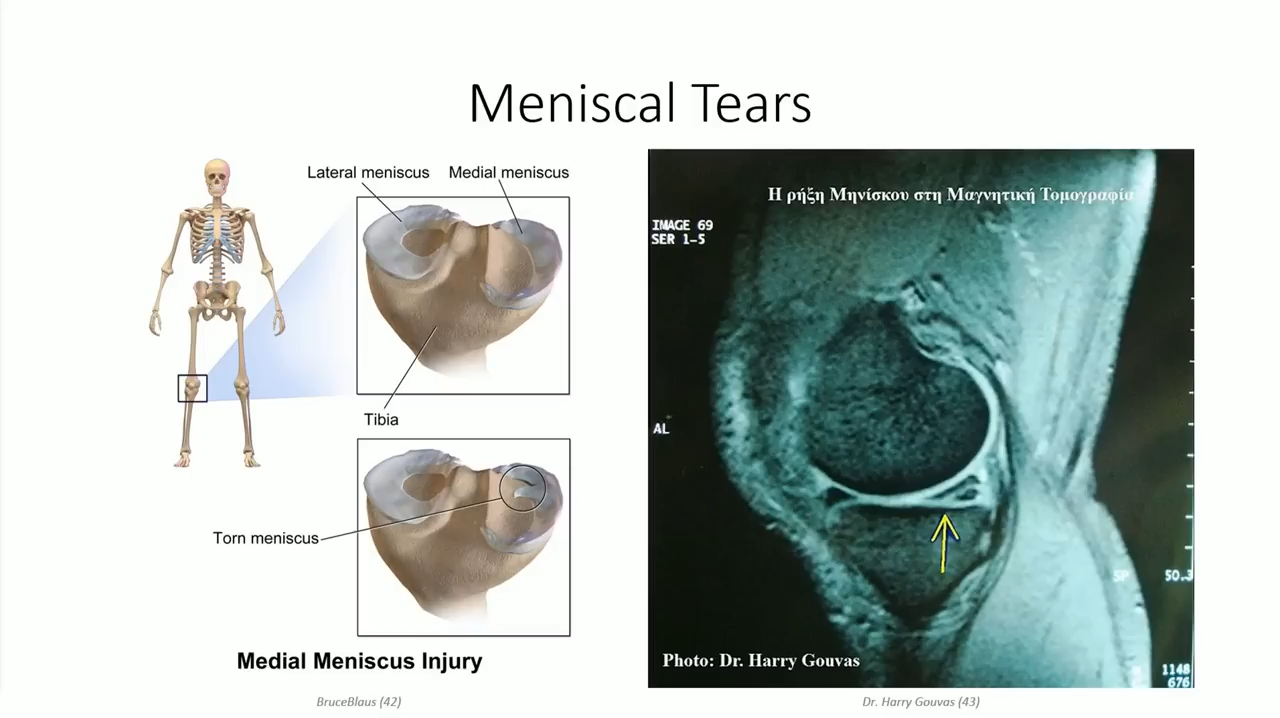 Meniscal Tears
Lateral meniscus
Medial meniscus
Tibia
Torn meniscus
Medial Meniscus Injury
BruceBlaus (42)
Η ρήξη Μηνίσκου στη Μαγνητική Τομογραφία
IMAGE 69
SER 1-5
AL
SP
50.3
Photo: Dr. Harry Gouvas
1148
676
Dr. Harry Gouvas (43)